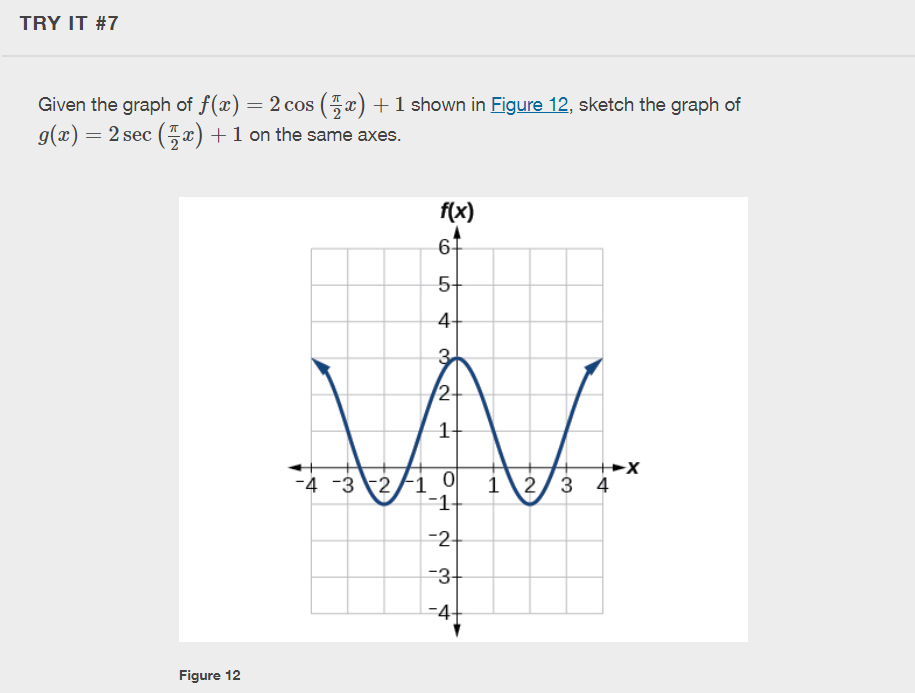 TRY IT #7
Given the graph of f(x) = 2 cos (π/2 x) + 1 shown in Figure 12, sketch the graph of
g(x) = 2 sec (π/2 x) + 1 on the same axes.
f(x)
6
5
4
3
2
1
x
-4 -3 -2 -1 0 1 2 3 4
-1
-2
-3
-4
Figure 12